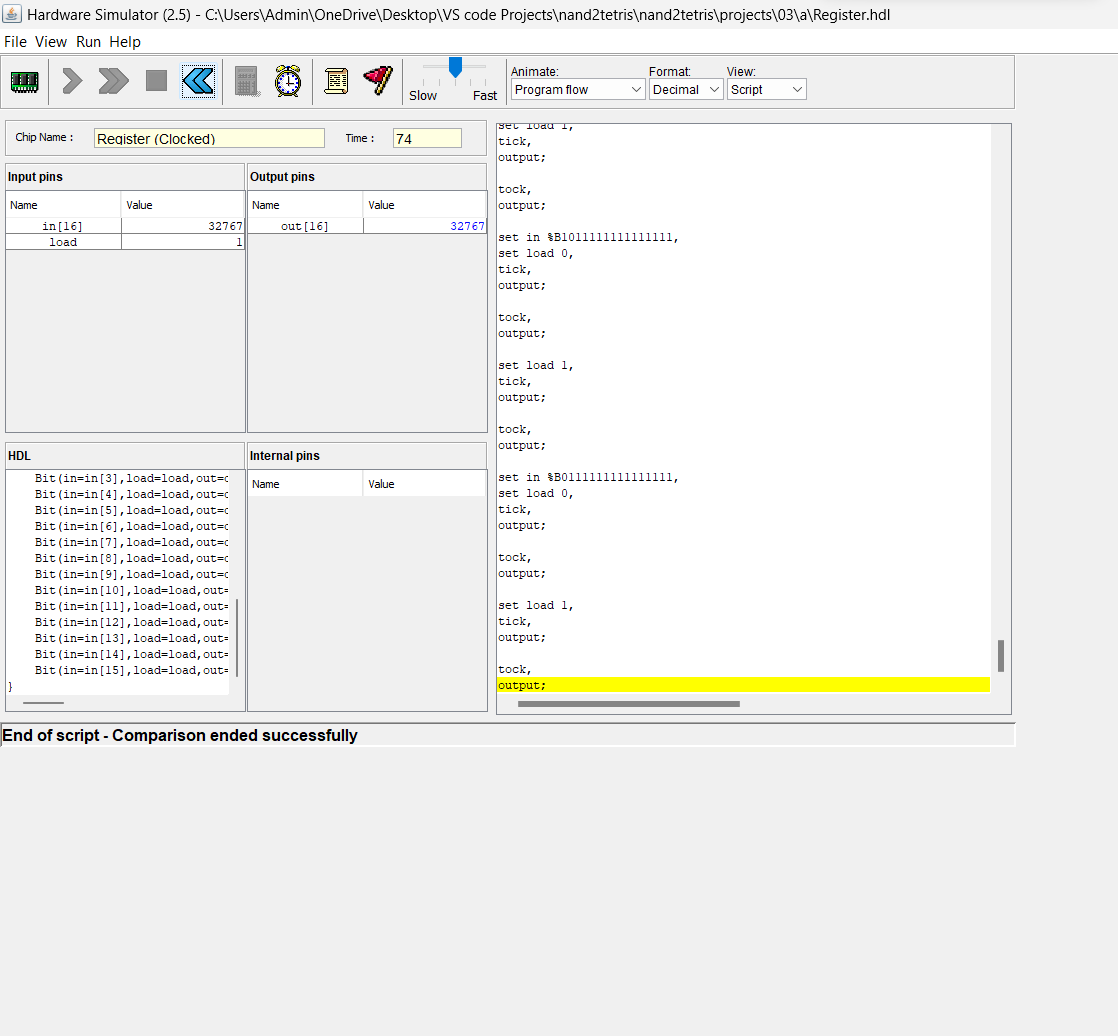 Hardware Simulator (2.5) - C:\Users\Admin\OneDrive\Desktop\VS code Projects\nand2tetris\nand2tetris\projects\03\a\Register.hdl
File View Run Help
Slow Fast
Animate: Format: View:
Program flow Decimal Script
Chip Name : Register (Clocked) Time : 74
Input pins
Name Value
in[16] 32767
load 1
Output pins
Name Value
out[16] 32767
HDL
Bit(in=in[3],load=load,out=
Bit(in=in[4],load=load,out=
Bit(in=in[5],load=load,out=
Bit(in=in[6],load=load,out=
Bit(in=in[7],load=load,out=
Bit(in=in[8],load=load,out=
Bit(in=in[9],load=load,out=
Bit(in=in[10],load=load,out=
Bit(in=in[11],load=load,out=
Bit(in=in[12],load=load,out=
Bit(in=in[13],load=load,out=
Bit(in=in[14],load=load,out=
Bit(in=in[15],load=load,out=
}
Internal pins
Name Value
set load 1,
tick,
output;
tock,
output;
set in %B1011111111111111,
set load 0,
tick,
output;
tock,
output;
set load 1,
tick,
output;
tock,
output;
set in %B0111111111111111,
set load 0,
tick,
output;
tock,
output;
set load 1,
tick,
output;
tock,
output;
End of script - Comparison ended successfully